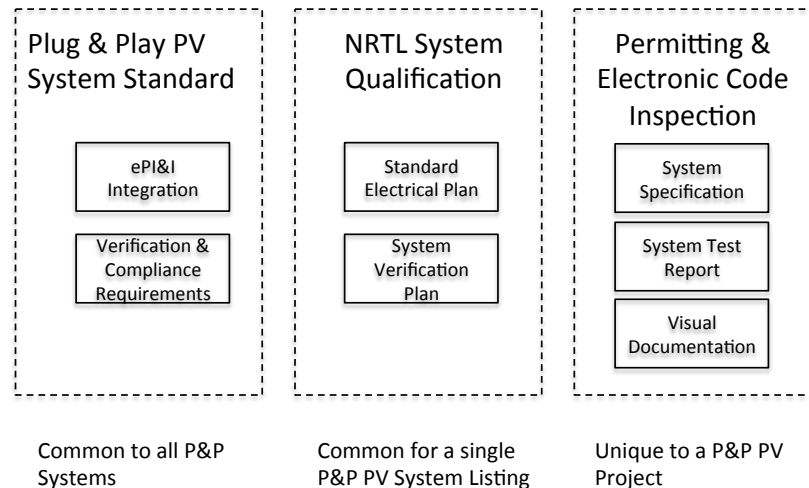 Plug & Play PV
System Standard
ePI&I
Integration
Verification &
Compliance
Requirements
Common to all P&P
Systems
NRTL System
Qualification
Standard
Electrical Plan
System
Verification
Plan
Common for a single
P&P PV System Listing
Permitting &
Electronic Code
Inspection
System
Specification
System Test
Report
Visual
Documentation
Unique to a P&P PV
Project